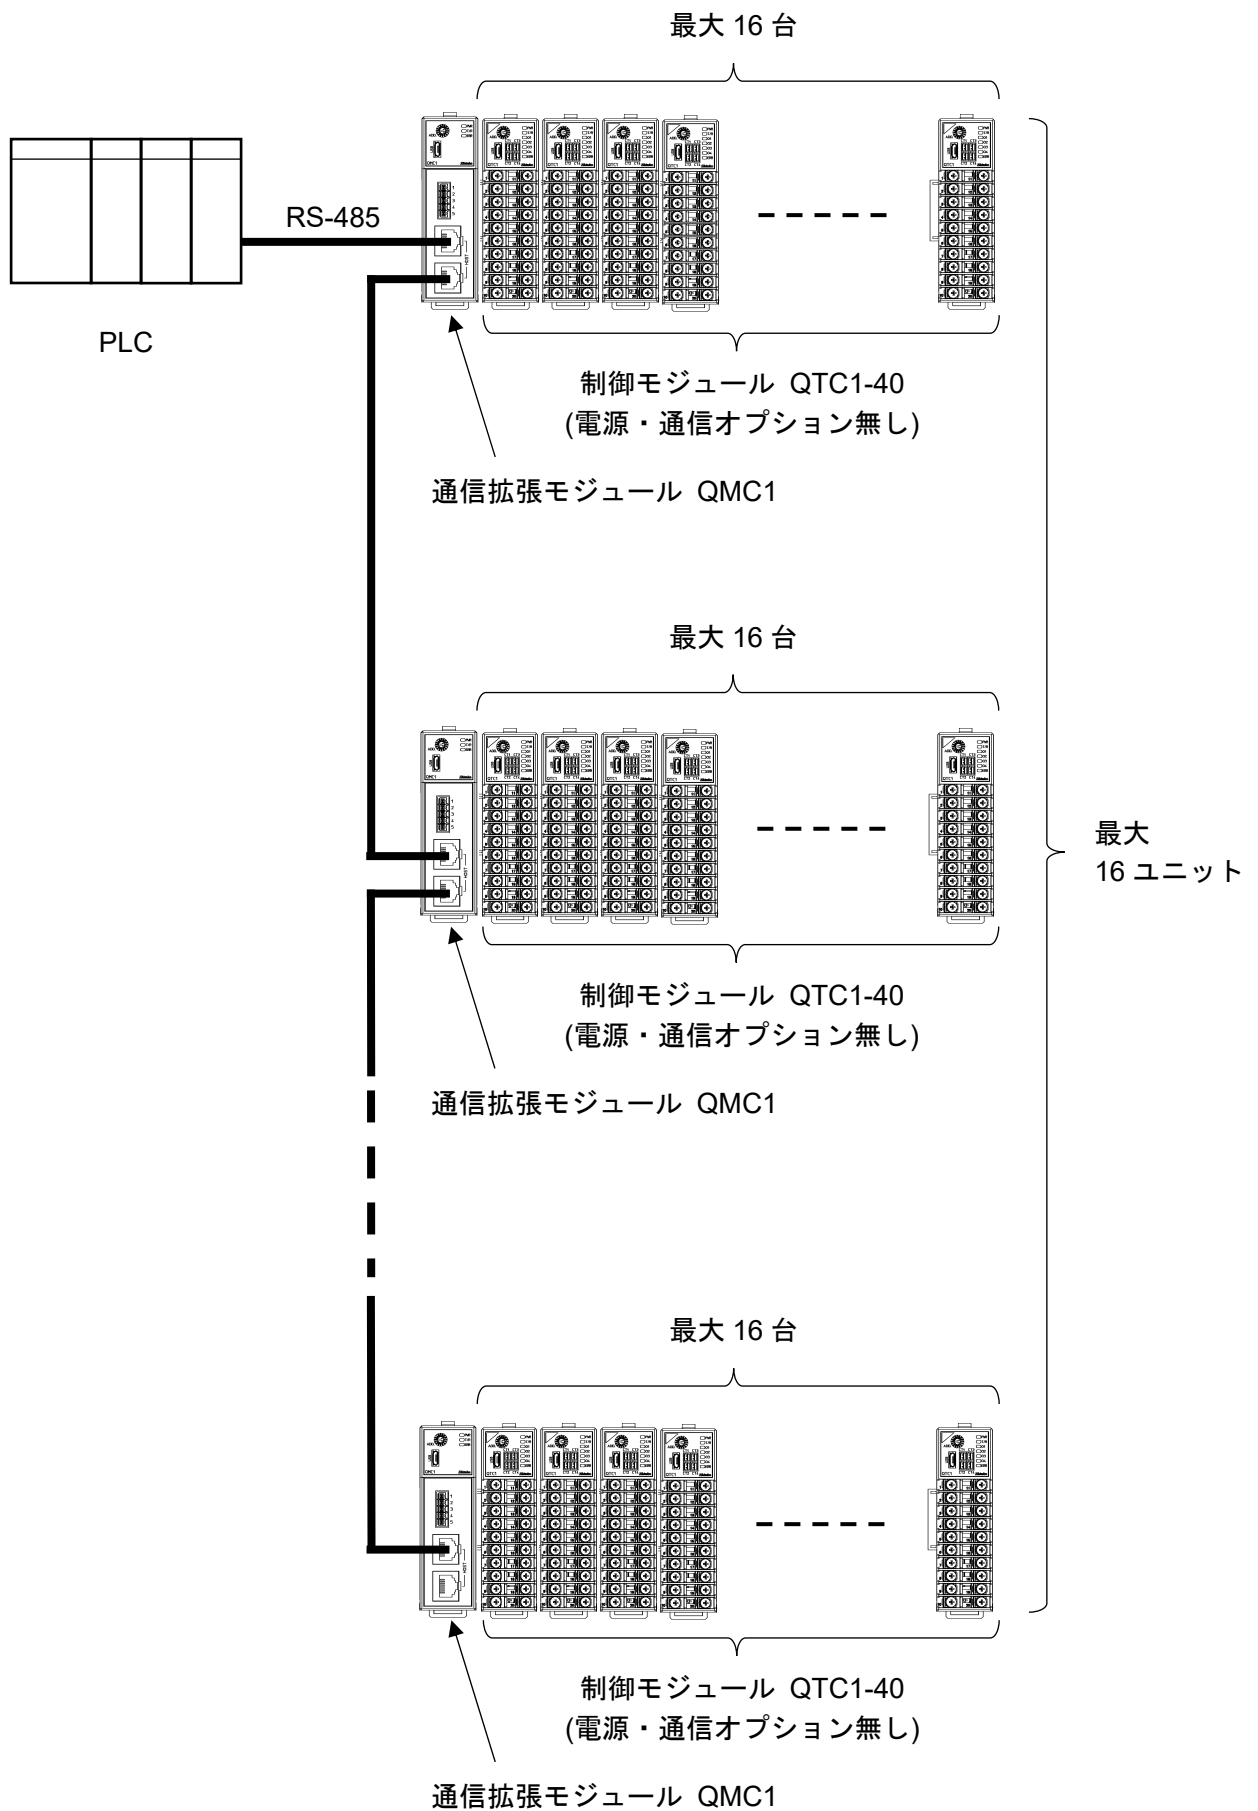 最大 16 台
RS-485
PLC
制御モジュール QTC1-40
(電源・通信オプション無し)
通信拡張モジュール QMC1
最大 16 台
最大
16 ユニット
制御モジュール QTC1-40
(電源・通信オプション無し)
通信拡張モジュール QMC1
最大 16 台
制御モジュール QTC1-40
(電源・通信オプション無し)
通信拡張モジュール QMC1